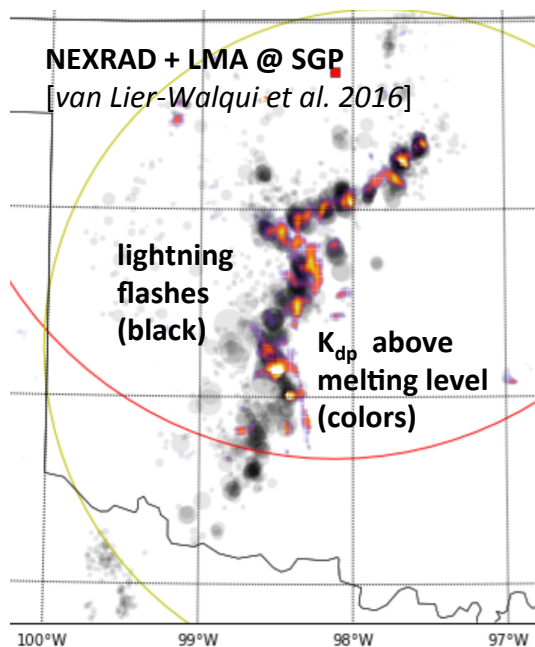 NEXRAD + LMA @ SGP
[van Lier-Walqui et al. 2016]
lightning
flashes
(black)
K_dp above
melting level
(colors)
100°W 99°W 98°W 97°W